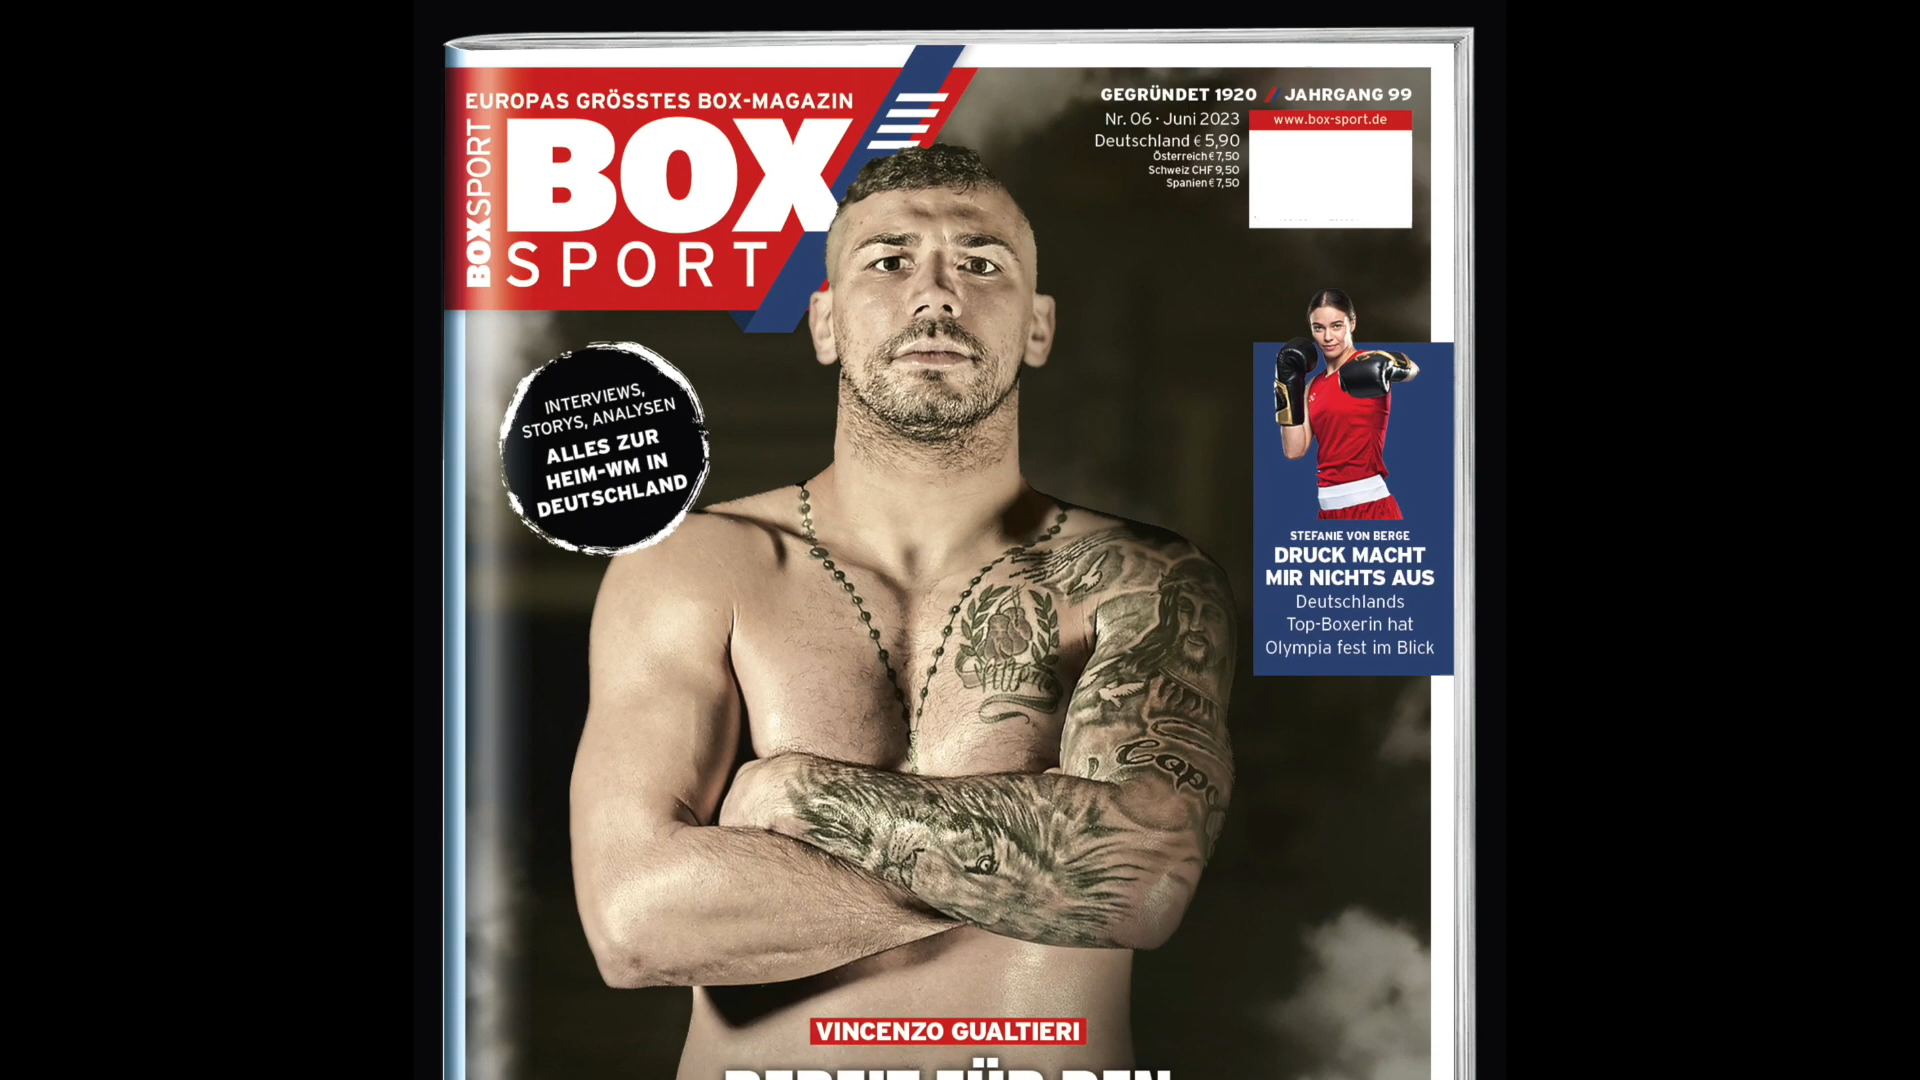 EUROPAS GRÖSSTES BOX-MAGAZIN
BOXSPORT
BOX
SPORT
GEGRÜNDET 1920 // JAHRGANG 99
Nr. 06 · Juni 2023
Deutschland € 5,90
Österreich € 7,50
Schweiz CHF 9,50
Spanien € 7,50
www.box-sport.de
INTERVIEWS,
STORYS, ANALYSEN
ALLES ZUR
HEIM-WM IN
DEUTSCHLAND
STEFANIE VON BERGE
DRUCK MACHT
MIR NICHTS AUS
Deutschlands
Top-Boxerin hat
Olympia fest im Blick
VINCENZO GUALTIERI
BEREIT FÜR DEN